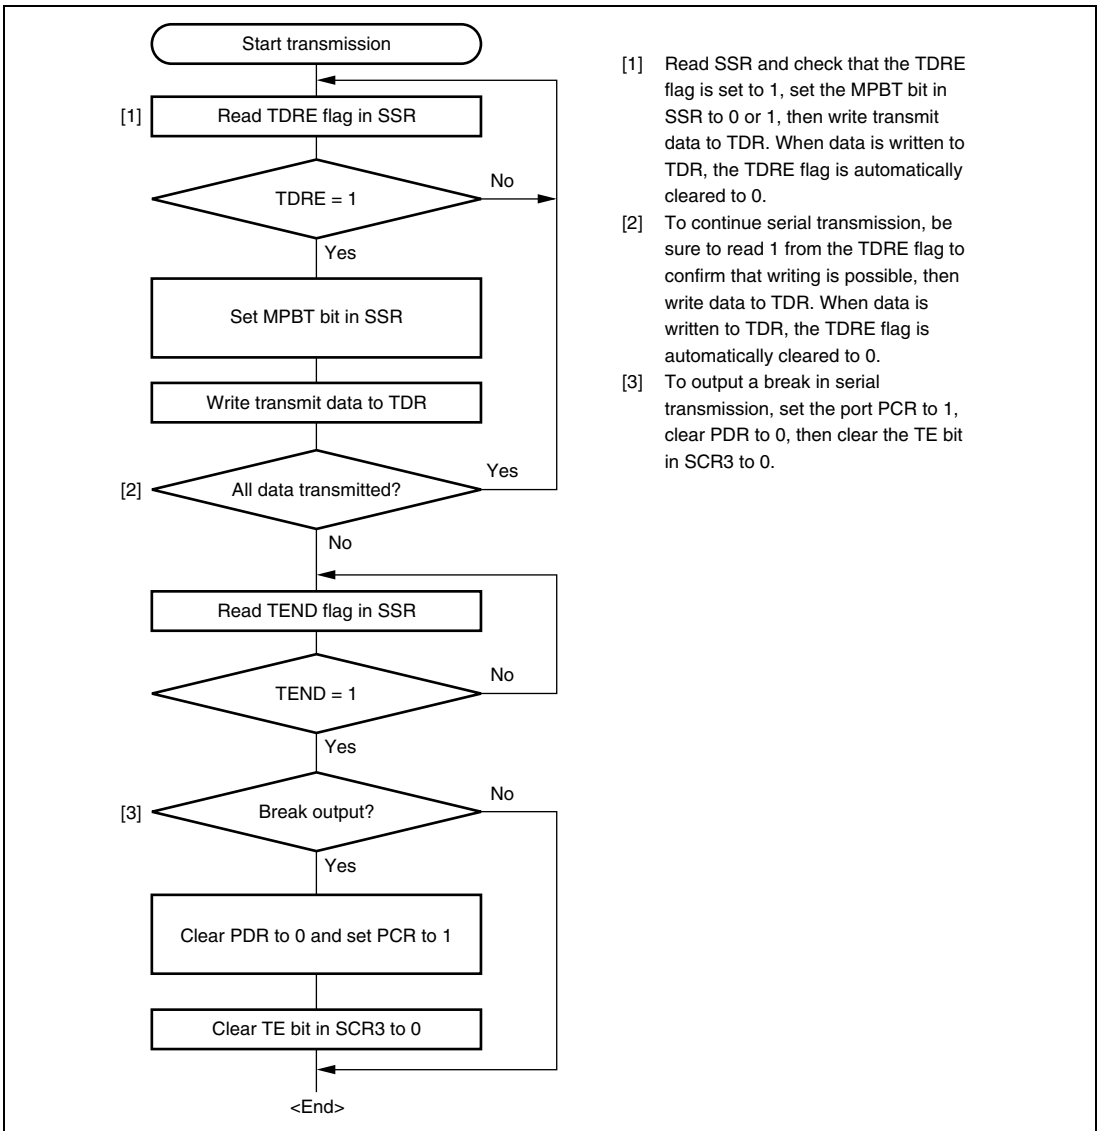 Start transmission
[1]
Read TDRE flag in SSR
TDRE = 1
No
Yes
Set MPBT bit in SSR
Write transmit data to TDR
[2]
All data transmitted?
Yes
No
Read TEND flag in SSR
TEND = 1
No
Yes
[3]
Break output?
No
Yes
Clear PDR to 0 and set PCR to 1
Clear TE bit in SCR3 to 0
<End>
[1] Read SSR and check that the TDRE
flag is set to 1, set the MPBT bit in
SSR to 0 or 1, then write transmit
data to TDR. When data is written to
TDR, the TDRE flag is automatically
cleared to 0.
[2] To continue serial transmission, be
sure to read 1 from the TDRE flag to
confirm that writing is possible, then
write data to TDR. When data is
written to TDR, the TDRE flag is
automatically cleared to 0.
[3] To output a break in serial
transmission, set the port PCR to 1,
clear PDR to 0, then clear the TE bit
in SCR3 to 0.